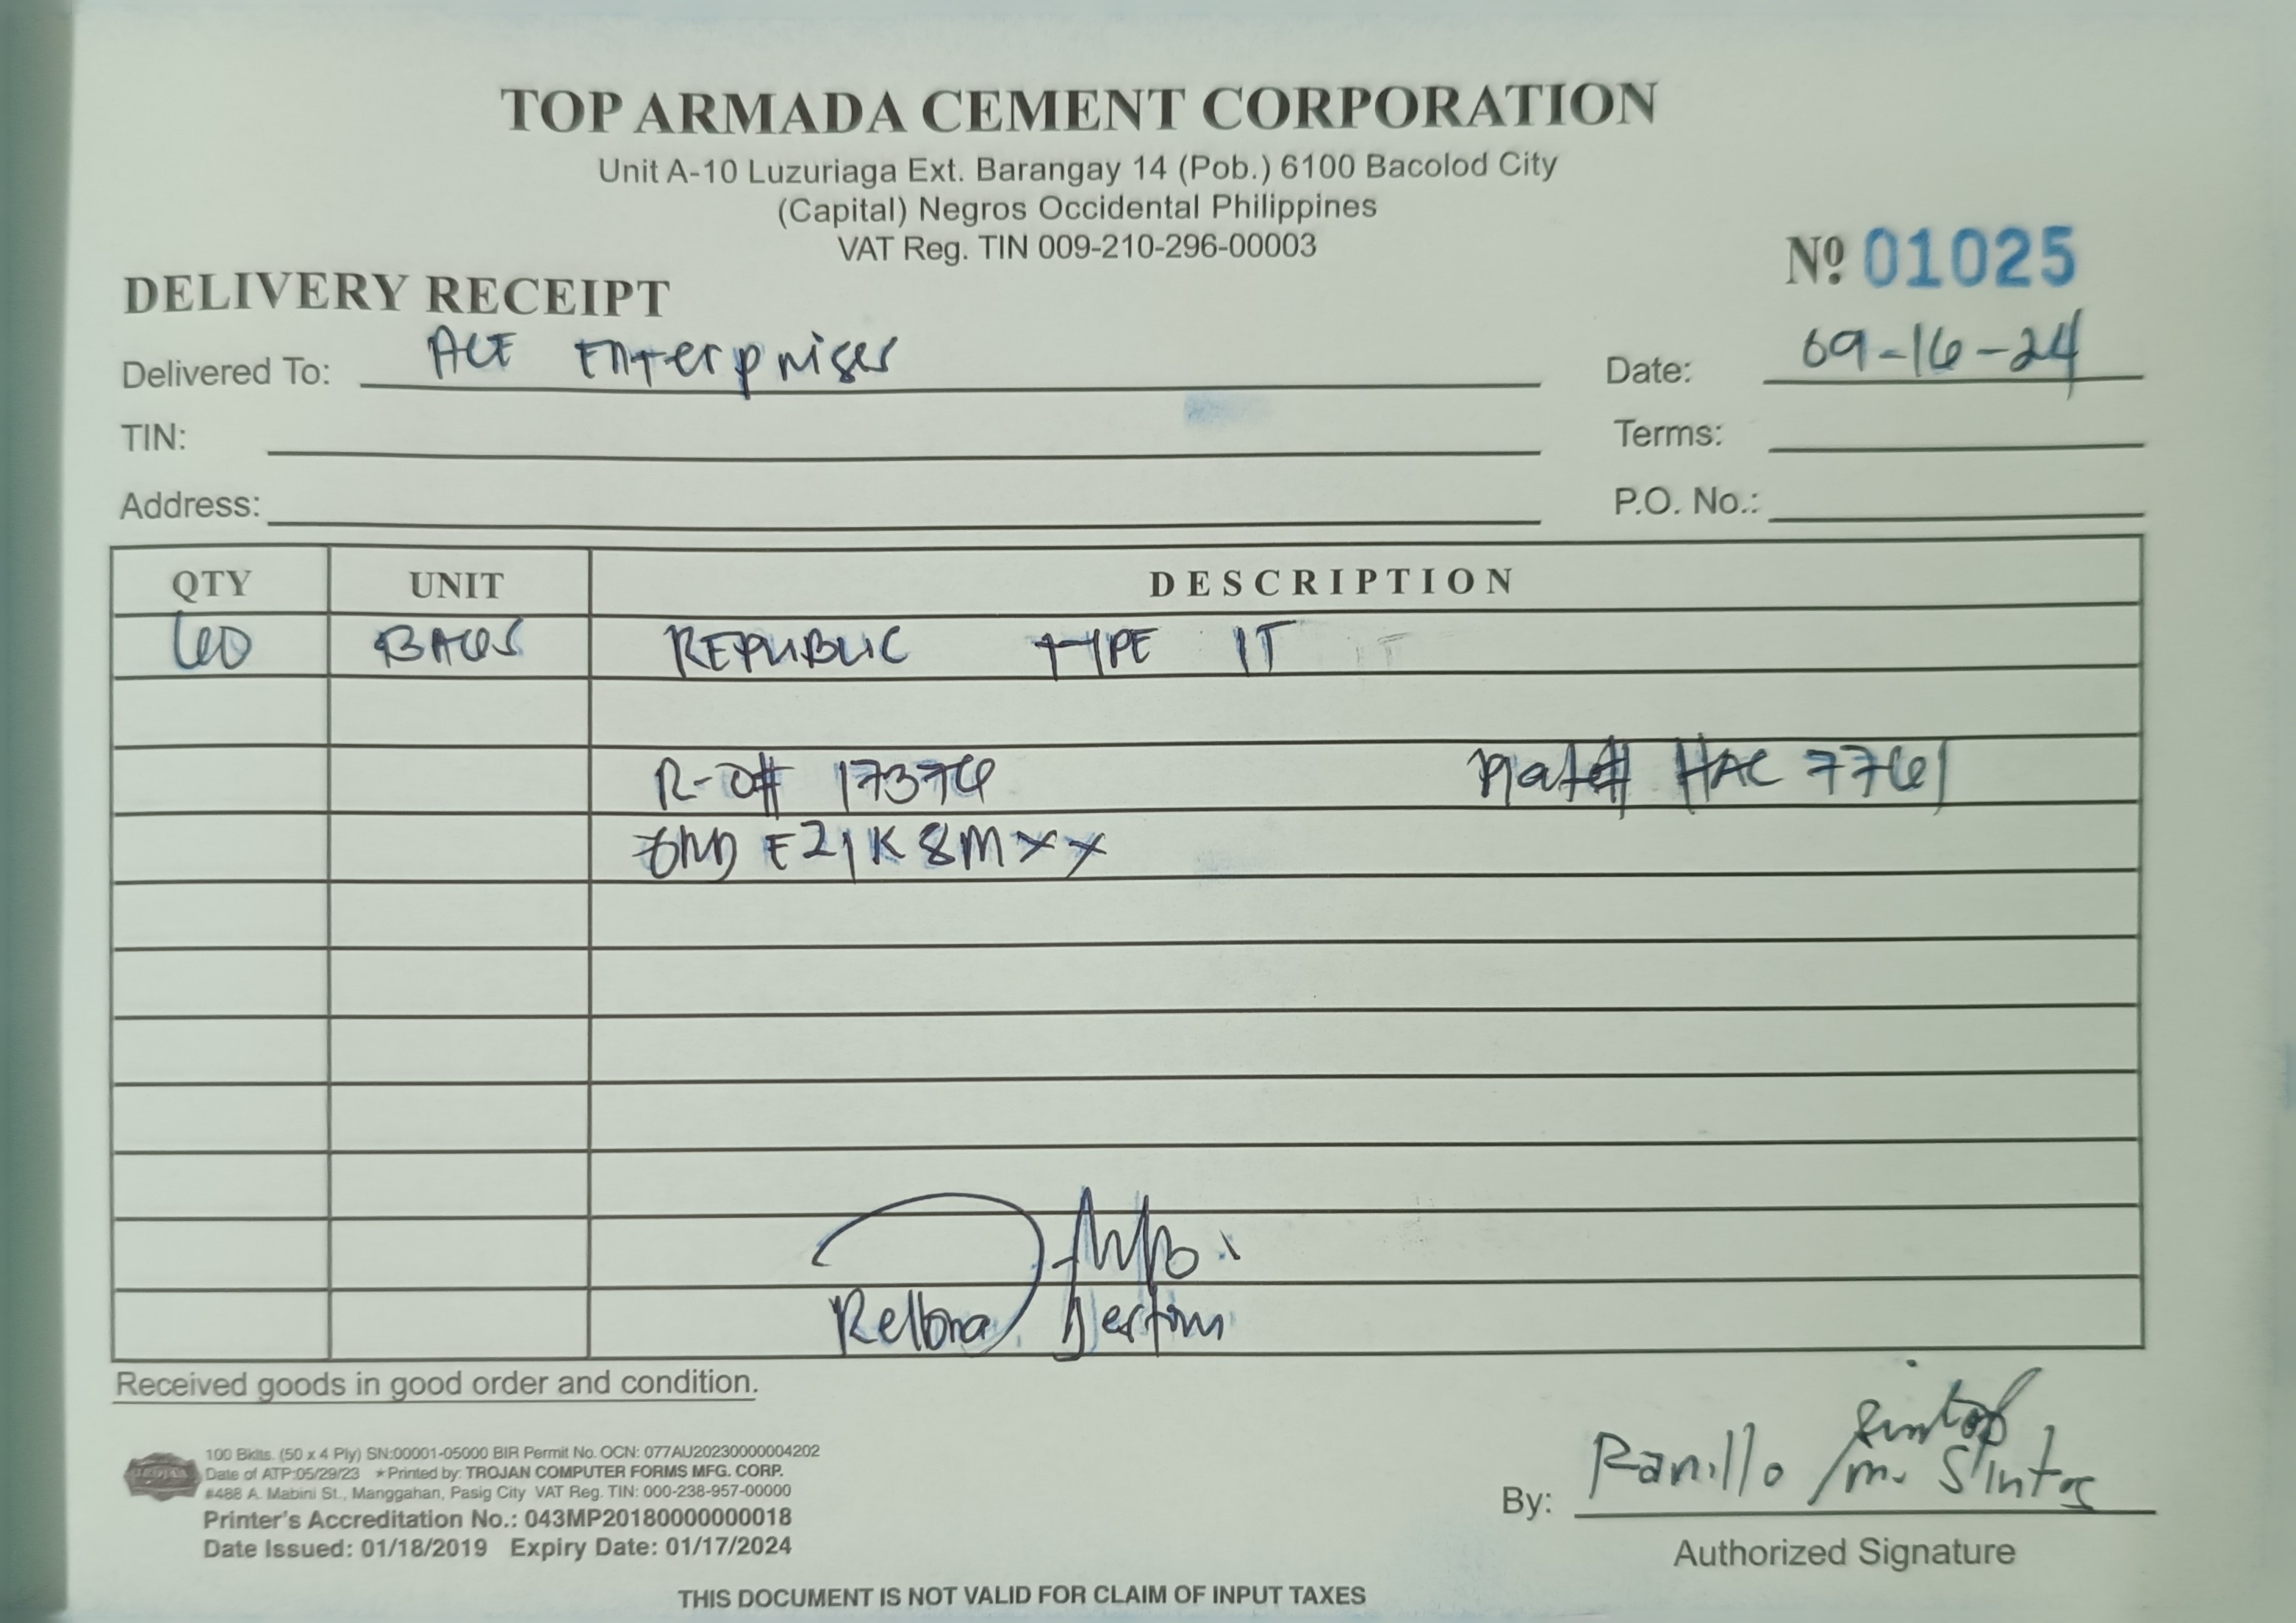 TOP ARMADA CEMENT CORPORATION
Unit A-10 Luzuriaga Ext. Barangay 14 (Pob.) 6100 Bacolod City
(Capital) Negros Occidental Philippines
VAT Reg. TIN 009-210-296-00003
DELIVERY RECEIPT
Nº 01025
Delivered To: ACE Enterprises
Date: 09-16-24
TIN:
Terms:
Address:
P.O. No.:
QTY UNIT DESCRIPTION
60 BAGS REPUBLIC TYPE 1T
R-O# 17376 Plate# HAC 7761
E21K8MXX
Rellona
Received goods in good order and condition.
100 Bklts. (50 x 4 Ply) SN:00001-05000 BIR Permit No. OCN: 077AU20230000004202
Date of ATP:05/29/23 ★Printed by: TROJAN COMPUTER FORMS MFG. CORP.
#488 A. Mabini St., Manggahan, Pasig City VAT Reg. TIN: 000-238-957-00000
Printer's Accreditation No.: 043MP20180000000018
Date Issued: 01/18/2019 Expiry Date: 01/17/2024
By: Ranillo m. Sintos
Authorized Signature
THIS DOCUMENT IS NOT VALID FOR CLAIM OF INPUT TAXES